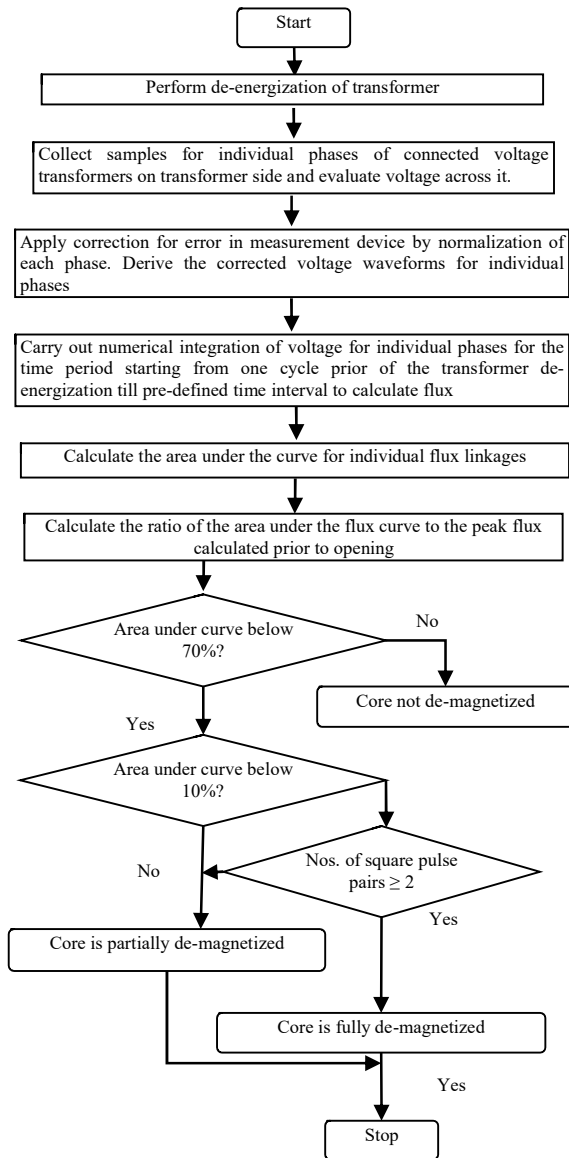 Start
Perform de-energization of transformer
Collect samples for individual phases of connected voltage
transformers on transformer side and evaluate voltage across it.
Apply correction for error in measurement device by normalization of
each phase. Derive the corrected voltage waveforms for individual
phases
Carry out numerical integration of voltage for individual phases for the
time period starting from one cycle prior of the transformer de-
energization till pre-defined time interval to calculate flux
Calculate the area under the curve for individual flux linkages
Calculate the ratio of the area under the flux curve to the peak flux
calculated prior to opening
Area under curve below
70%?
No
Core not de-magnetized
Yes
Area under curve below
10%?
No
Nos. of square pulse
pairs ≥ 2
Yes
Core is partially de-magnetized
Core is fully de-magnetized
Yes
Stop